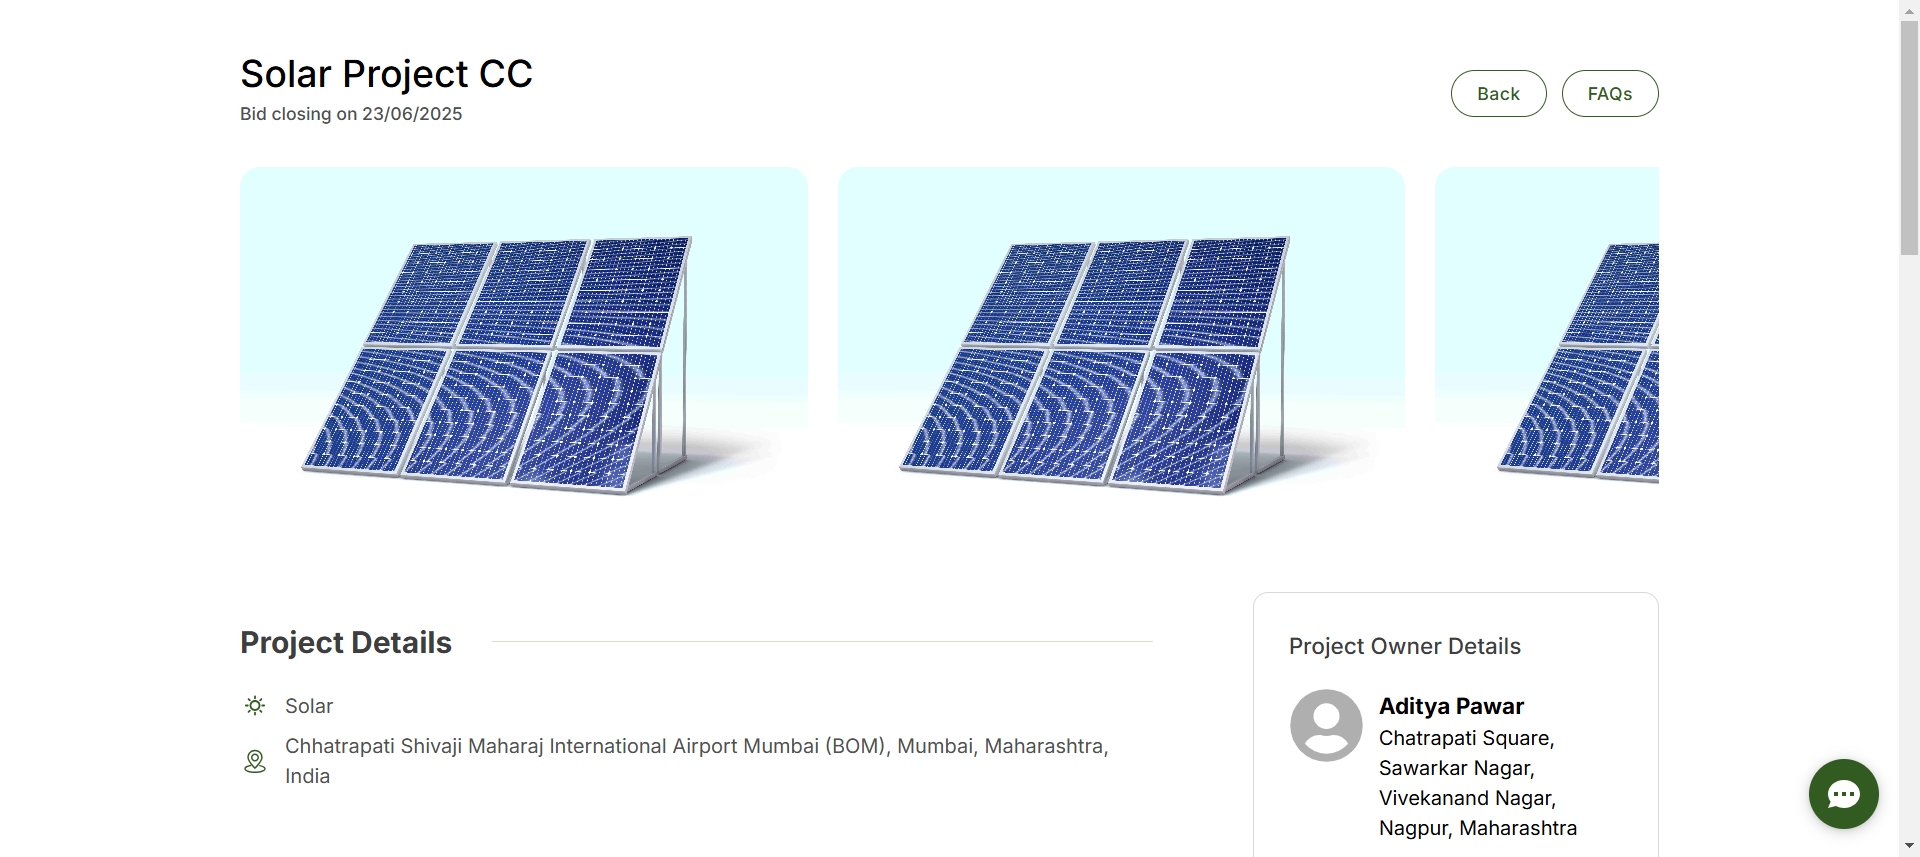 Solar Project CC
Bid closing on 23/06/2025
Back
FAQs
Project Details
Solar
Chhatrapati Shivaji Maharaj International Airport Mumbai (BOM), Mumbai, Maharashtra,
India
Project Owner Details
Aditya Pawar
Chatrapati Square,
Sawarkar Nagar,
Vivekanand Nagar,
Nagpur, Maharashtra